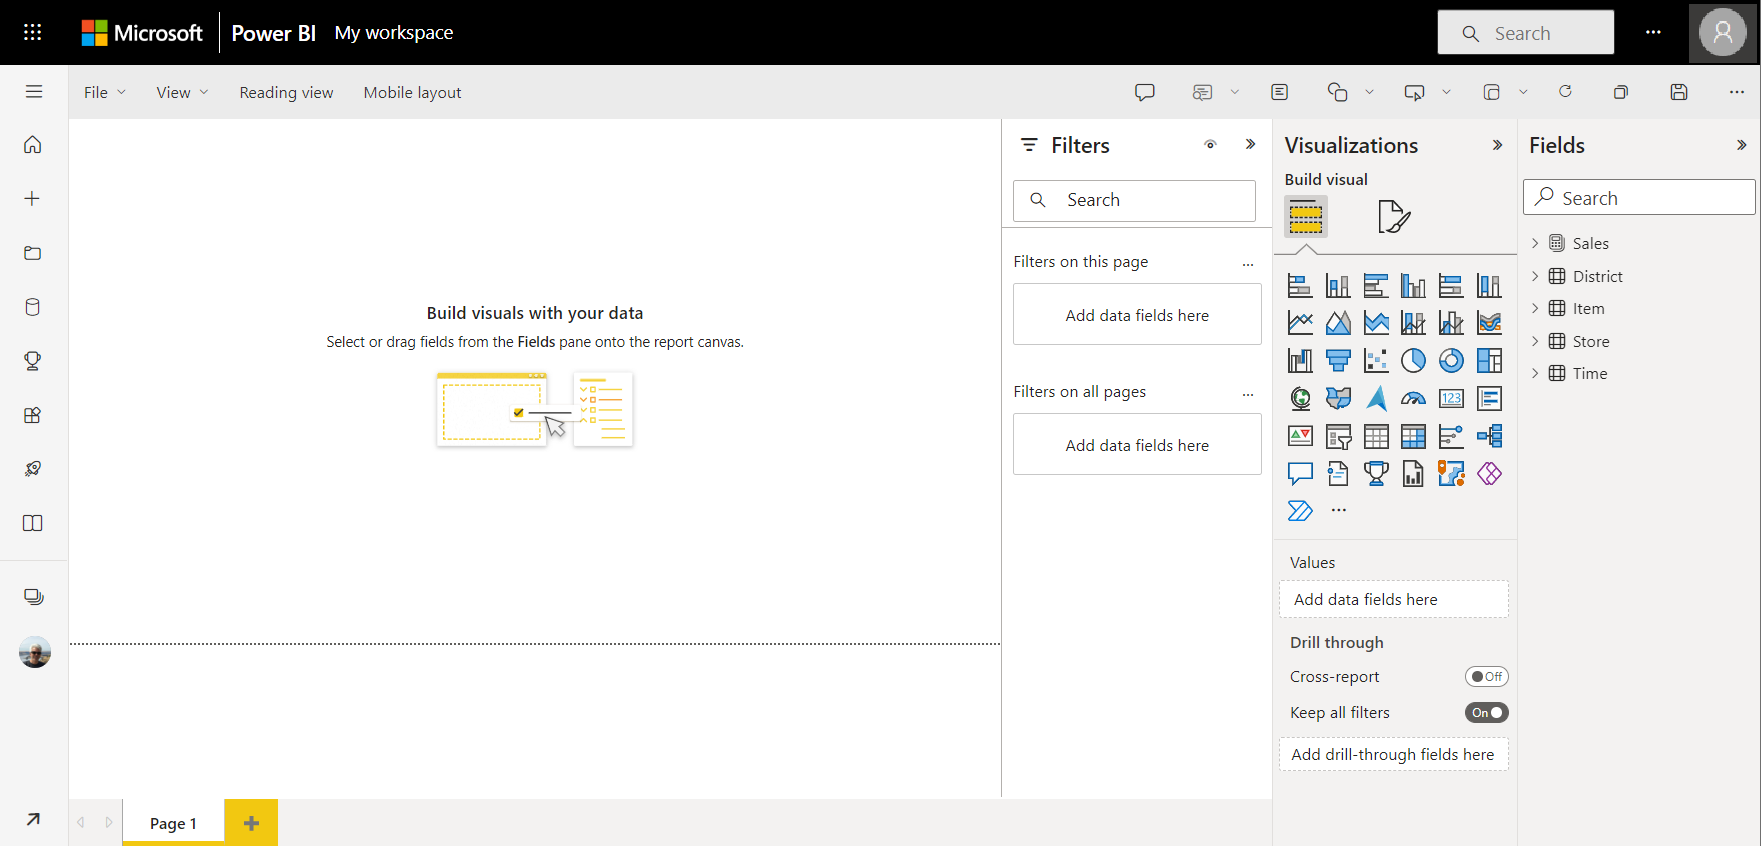 Microsoft Power BI My workspace Search
File View Reading view Mobile layout
Build visuals with your data
Select or drag fields from the Fields pane onto the report canvas.
Page 1
Filters
Search
Filters on this page
Add data fields here
Filters on all pages
Add data fields here
Visualizations
Build visual
123
Values
Add data fields here
Drill through
Cross-report Off
Keep all filters On
Add drill-through fields here
Fields
Search
Sales
District
Item
Store
Time